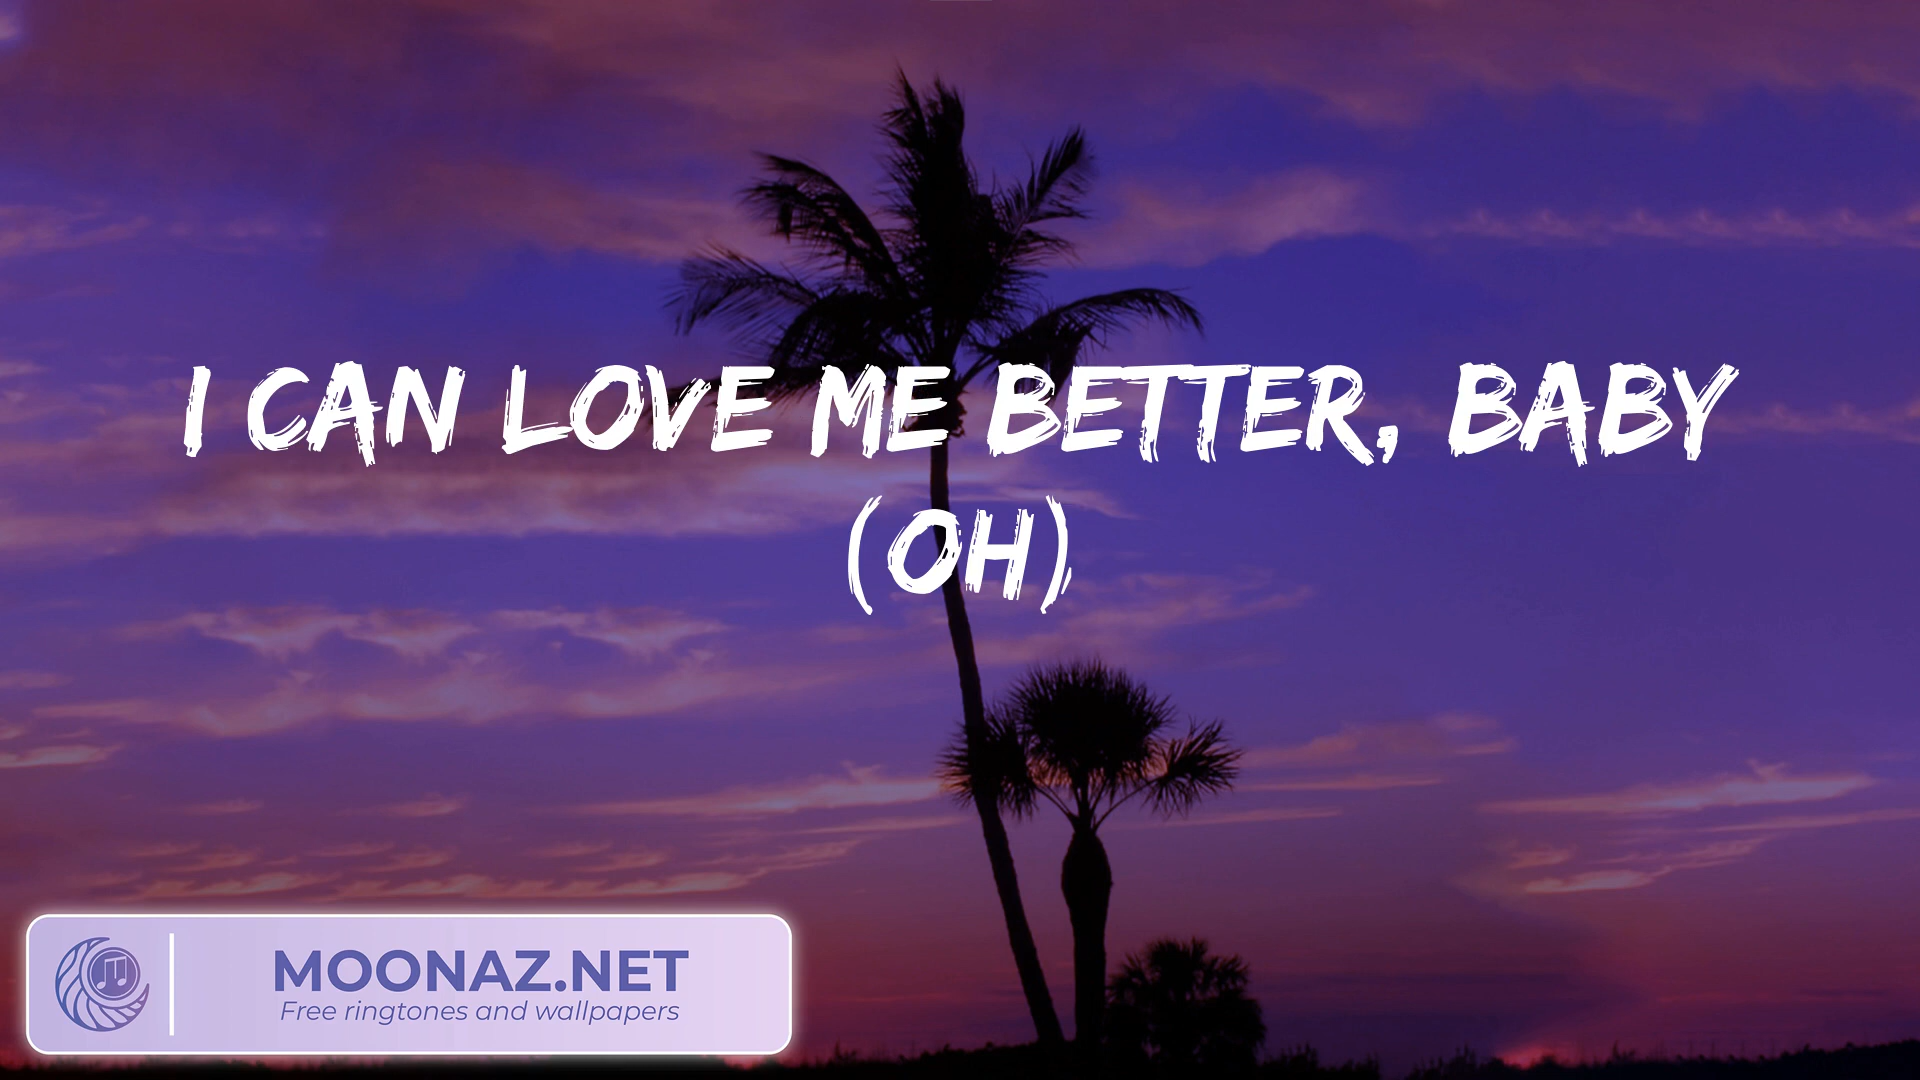 I CAN LOVE ME BETTER, BABY
(OH)
MOONAZ.NET
Free ringtones and wallpapers